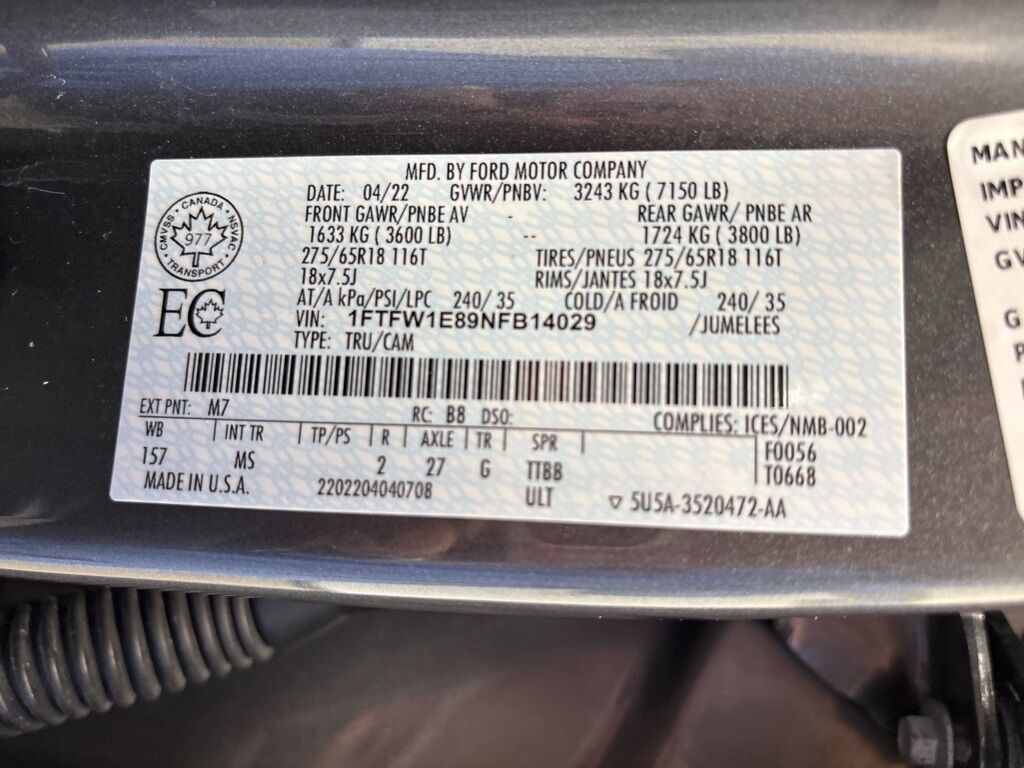 MFD. BY FORD MOTOR COMPANY
DATE: 04/22 GVWR/PNBV: 3243 KG ( 7150 LB)
FRONT GAWR/PNBE AV - REAR GAWR/ PNBE AR
1633 KG ( 3600 LB) -- 1724 KG ( 3800 LB)
275/65R18 116T TIRES/PNEUS 275/65R18 116T
18x7.5J RIMS/JANTES 18x7.5J
AT/A kPa/PSI/LPC 240/ 35 COLD/A FROID 240/ 35
VIN: 1FTFW1E89NFB14029 /JUMELEES
TYPE: TRU/CAM
CANADA
CMVSS NSVAC
977
TRANSPORT
EC
EXT PNT: M7 RC: B8 DSO: COMPLIES: ICES/NMB-002
WB | INT TR | TP/PS | R | AXLE | TR | SPR F0056
157 MS 2 27 G TTBB T0668
MADE IN U.S.A. 2202204040708 ULT ▽ 5U5A-3520472-AA
MAN
IMP
VIN
GV
G